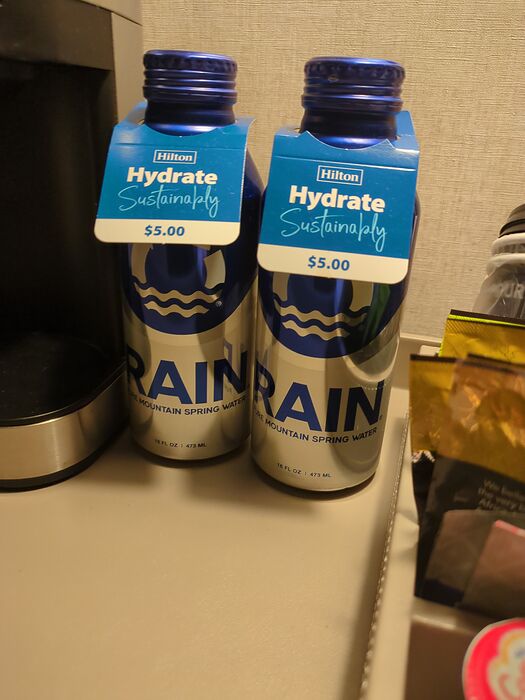 Hilton
Hydrate
Sustainably
$5.00
RAIN
MOUNTAIN SPRING WATER
16 FL OZ | 473 ML
Hilton
Hydrate
Sustainably
$5.00
RAIN
MOUNTAIN SPRING WATER
16 FL OZ | 473 ML